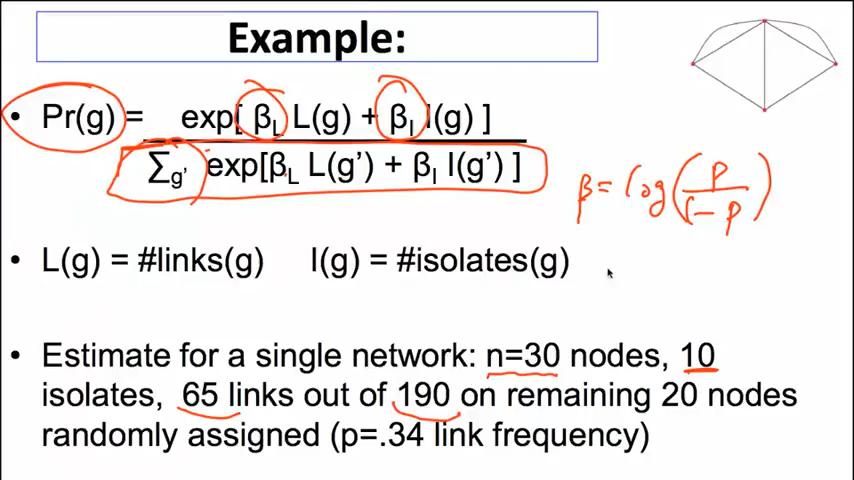 Example:
• Pr(g) = exp[ βL L(g) + βI I(g) ]
∑g' exp[βL L(g') + βI I(g') ]
β = log(p/1-p)
• L(g) = #links(g) I(g) = #isolates(g)
• Estimate for a single network: n=30 nodes, 10
isolates, 65 links out of 190 on remaining 20 nodes
randomly assigned (p=.34 link frequency)